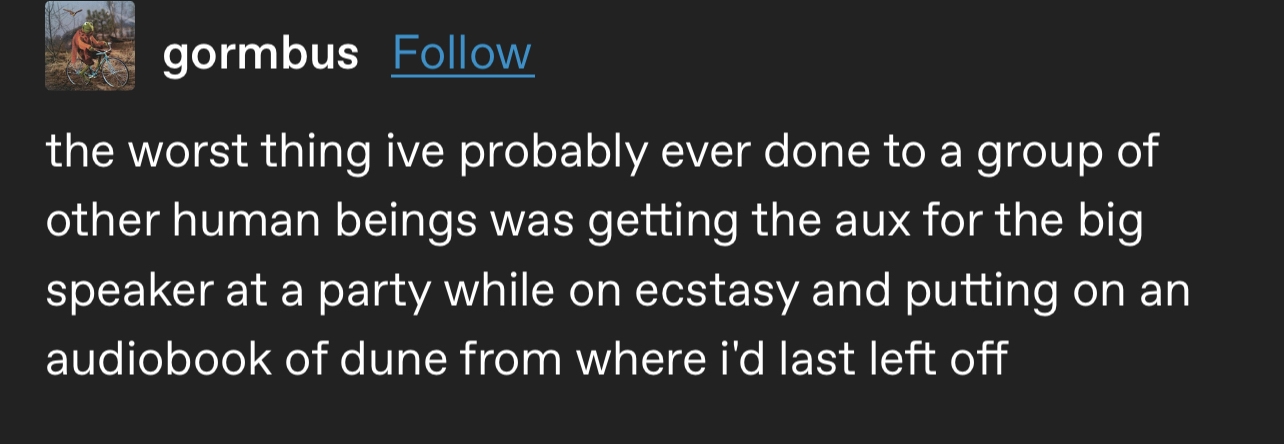 gormbus Follow
the worst thing ive probably ever done to a group of
other human beings was getting the aux for the big
speaker at a party while on ecstasy and putting on an
audiobook of dune from where i'd last left off